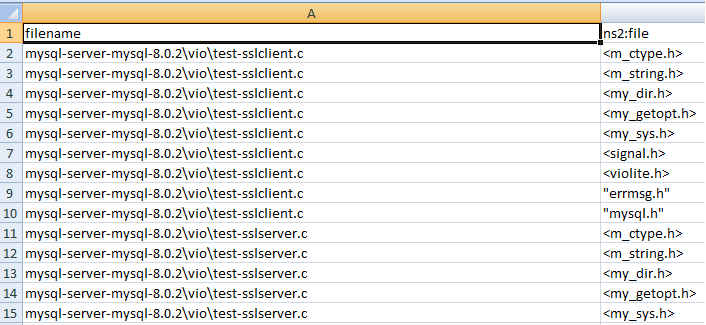 A
1 filename ns2:file
2 mysql-server-mysql-8.0.2\vio\test-sslclient.c <m_ctype.h>
3 mysql-server-mysql-8.0.2\vio\test-sslclient.c <m_string.h>
4 mysql-server-mysql-8.0.2\vio\test-sslclient.c <my_dir.h>
5 mysql-server-mysql-8.0.2\vio\test-sslclient.c <my_getopt.h>
6 mysql-server-mysql-8.0.2\vio\test-sslclient.c <my_sys.h>
7 mysql-server-mysql-8.0.2\vio\test-sslclient.c <signal.h>
8 mysql-server-mysql-8.0.2\vio\test-sslclient.c <violite.h>
9 mysql-server-mysql-8.0.2\vio\test-sslclient.c "errmsg.h"
10 mysql-server-mysql-8.0.2\vio\test-sslclient.c "mysql.h"
11 mysql-server-mysql-8.0.2\vio\test-sslserver.c <m_ctype.h>
12 mysql-server-mysql-8.0.2\vio\test-sslserver.c <m_string.h>
13 mysql-server-mysql-8.0.2\vio\test-sslserver.c <my_dir.h>
14 mysql-server-mysql-8.0.2\vio\test-sslserver.c <my_getopt.h>
15 mysql-server-mysql-8.0.2\vio\test-sslserver.c <my_sys.h>